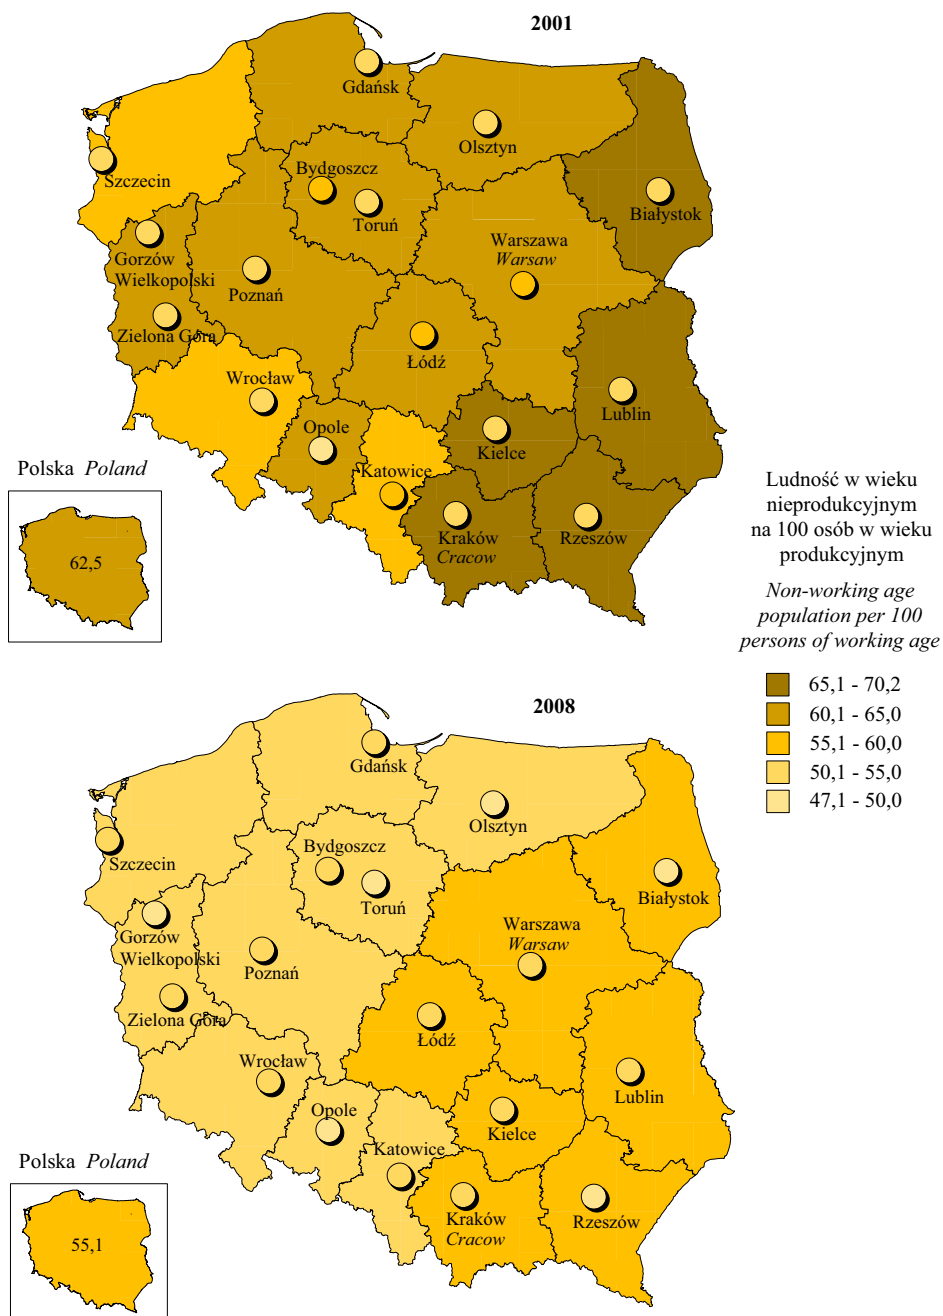 2001
Gdańsk
Olsztyn
Szczecin
Bydgoszcz
Toruń
Białystok
Gorzów
Wielkopolski
Warszawa
Warsaw
Poznań
Zielona Góra
Łódź
Wrocław
Lublin
Opole
Kielce
Katowice
Kraków
Cracow
Rzeszów
Polska Poland
62,5
Ludność w wieku
nieprodukcyjnym
na 100 osób w wieku
produkcyjnym
Non-working age
population per 100
persons of working age
65,1 - 70,2
60,1 - 65,0
55,1 - 60,0
50,1 - 55,0
47,1 - 50,0
2008
Gdańsk
Olsztyn
Szczecin
Bydgoszcz
Toruń
Białystok
Gorzów
Wielkopolski
Warszawa
Warsaw
Poznań
Zielona Góra
Łódź
Wrocław
Lublin
Opole
Kielce
Katowice
Kraków
Cracow
Rzeszów
Polska Poland
55,1